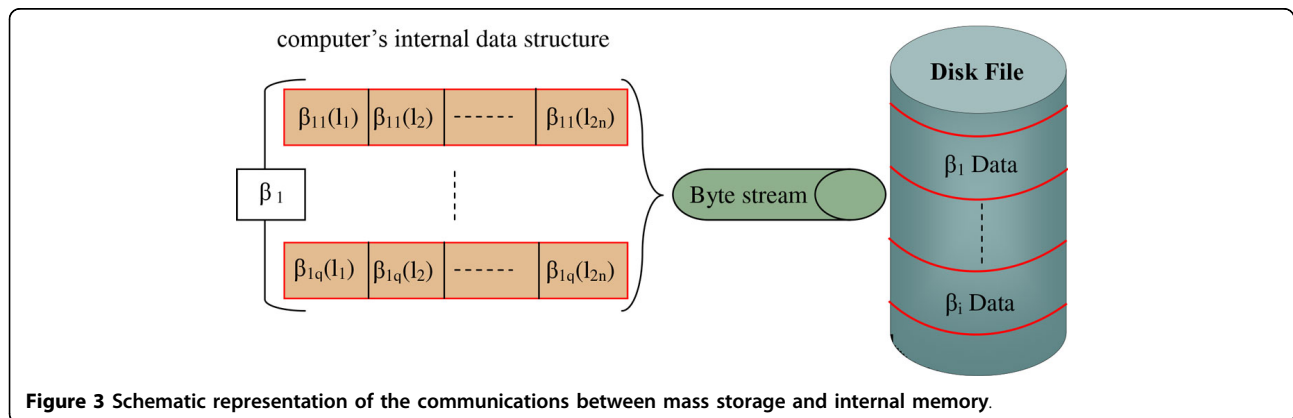 computer's internal data structure
β₁₁(l₁) β₁₁(l₂) ------ β₁₁(l₂ₙ)
β ₁
β₁q(l₁) β₁q(l₂) ------ β₁q(l₂ₙ)
Byte stream
Disk File
β₁ Data
βᵢ Data
Figure 3 Schematic representation of the communications between mass storage and internal memory.